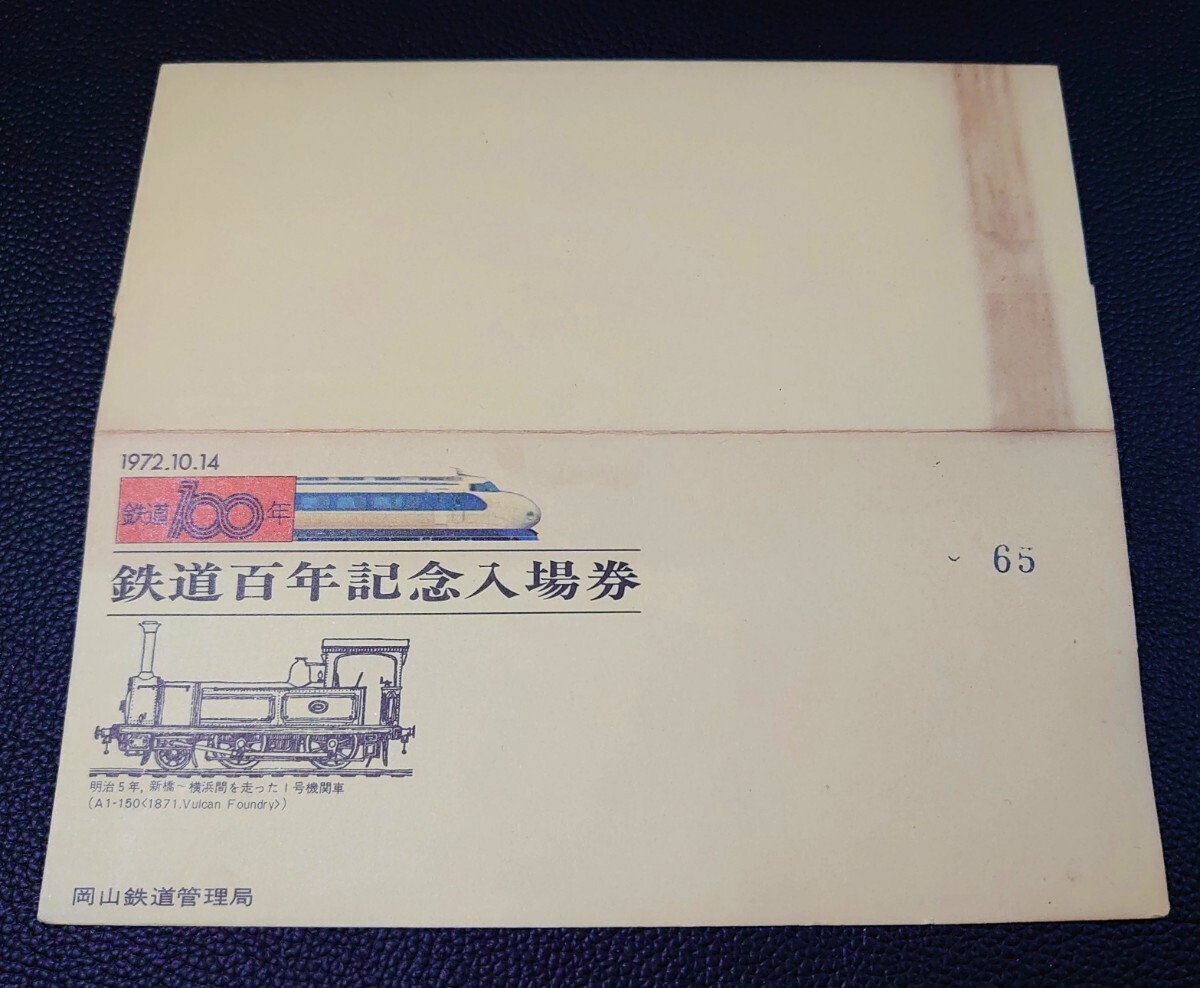 1972.10.14
鉄道100年
鉄道百年記念入場券
65
明治5年,新橋~横浜間を走った1号機関車
(A1-150<1871.Vulcan Foundry>)
岡山鉄道管理局